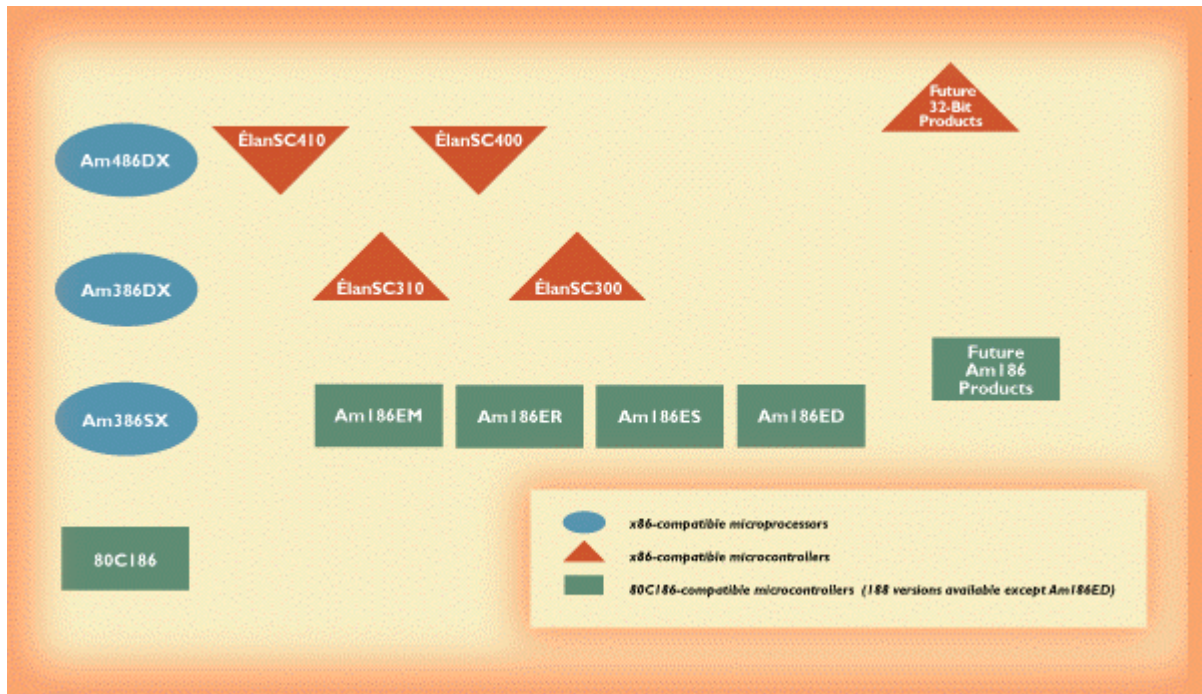 Future
32-Bit
Products
ÉlanSC410
ÉlanSC400
Am486DX
Am386DX
ÉlanSC310
ÉlanSC300
Future
Am186
Products
Am386SX
Am186EM
Am186ER
Am186ES
Am186ED
80C186
x86-compatible microprocessors
x86-compatible microcontrollers
80C186-compatible microcontrollers (188 versions available except Am186ED)